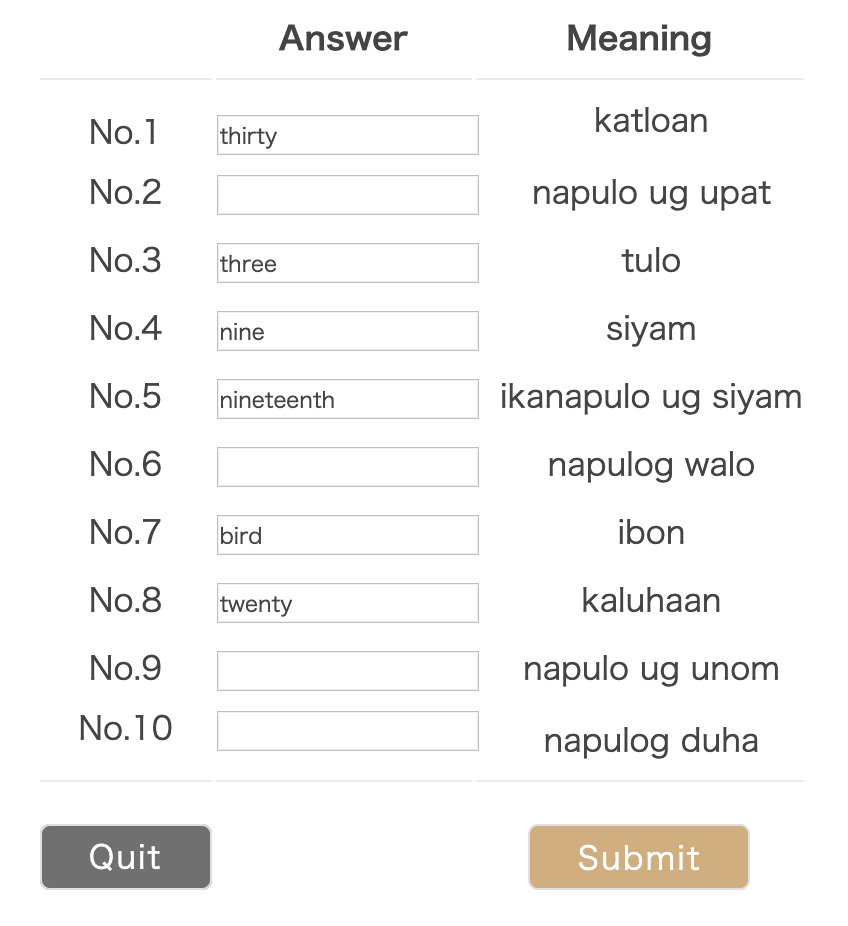 Answer Meaning
No.1 thirty katloan
No.2 napulo ug upat
No.3 three tulo
No.4 nine siyam
No.5 nineteenth ikanapulo ug siyam
No.6 napulog walo
No.7 bird ibon
No.8 twenty kaluhaan
No.9 napulo ug unom
No.10 napulog duha
Quit Submit